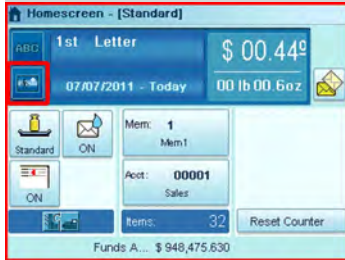 Homescreen - [Standard]
ABC
1st Letter
$ 00.44⁹
07/07/2011 - Today
00 lb 00.6oz
Standard
ON
Mem: 1
Mem1
ON
Acct: 00001
Sales
Items: 32
Reset Counter
Funds A... $ 948,475.630